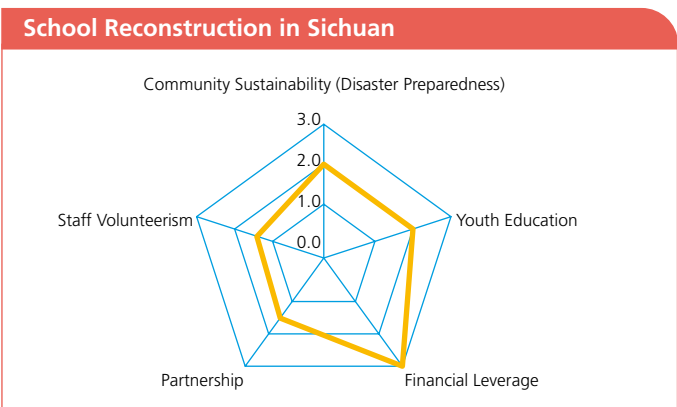 School Reconstruction in Sichuan
Community Sustainability (Disaster Preparedness)
3.0
2.0
1.0
0.0
Staff Volunteerism
Youth Education
Partnership
Financial Leverage